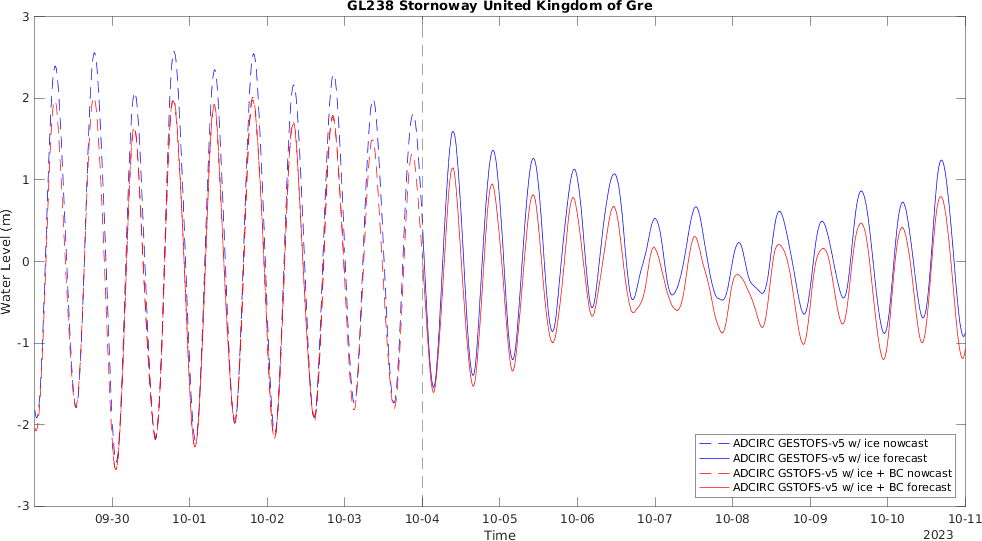 GL238 Stornoway United Kingdom of Gre
3
2
1
0
-1
-2
-3
Water Level (m)
09-30
10-01
10-02
10-03
10-04
10-05
10-06
10-07
10-08
10-09
10-10
10-11
Time
2023
ADCIRC GESTOFS-v5 w/ ice nowcast
ADCIRC GESTOFS-v5 w/ ice forecast
ADCIRC GSTOFS-v5 w/ ice + BC nowcast
ADCIRC GSTOFS-v5 w/ ice + BC forecast